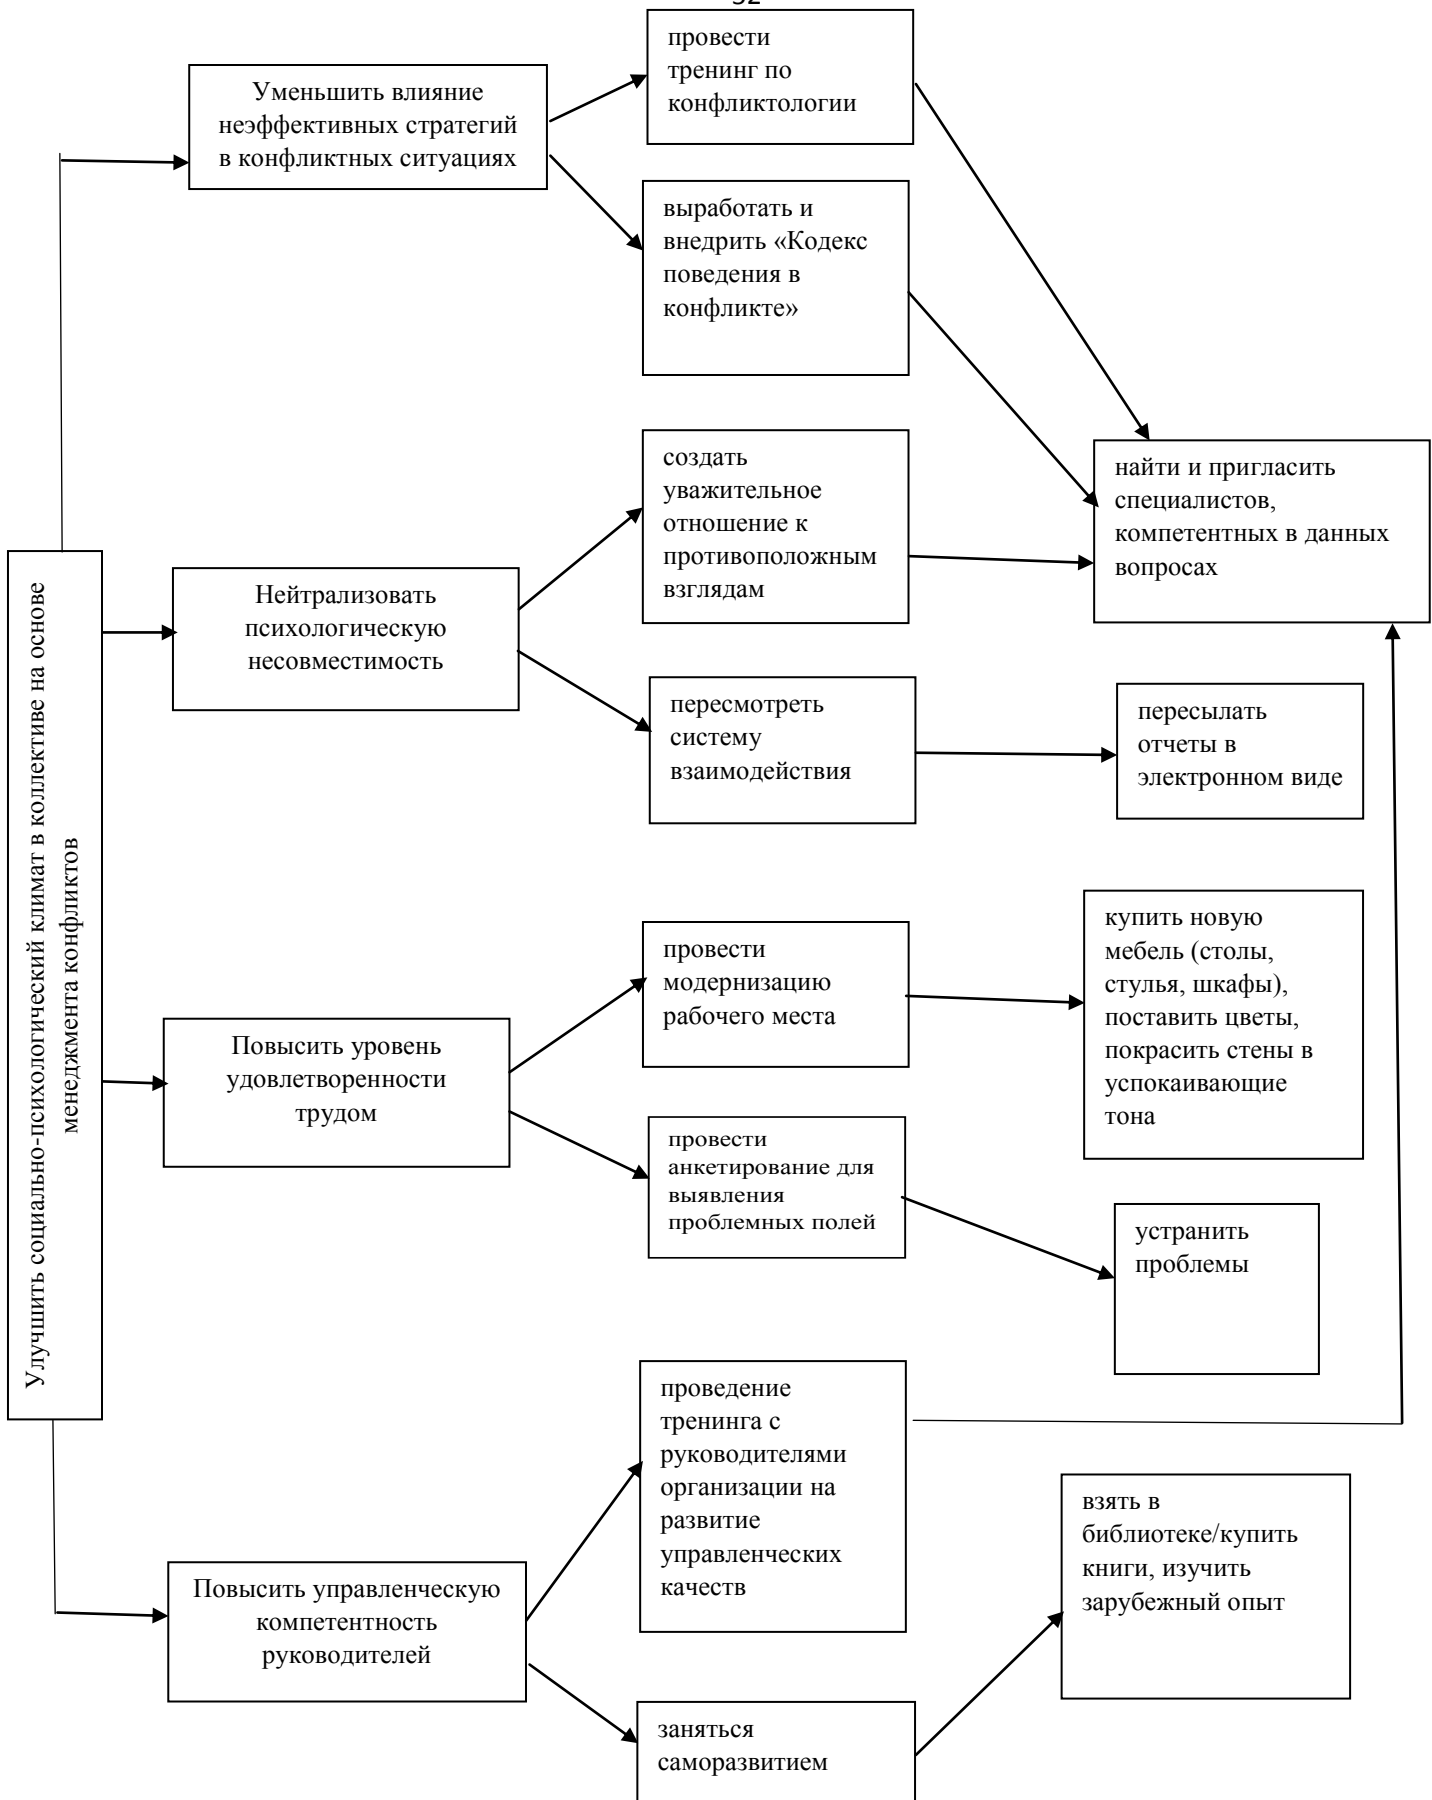 провести
тренинг по
конфликтологии
Уменьшить влияние
неэффективных стратегий
в конфликтных ситуациях
выработать и
внедрить «Кодекс
поведения в
конфликте»
создать
уважительное
отношение к
противоположным
взглядам
найти и пригласить
специалистов,
компетентных в данных
вопросах
Улучшить социально-психологический климат в коллективе на основе
менеджмента конфликтов
Нейтрализовать
психологическую
несовместимость
пересмотреть
систему
взаимодействия
пересылать
отчеты в
электронном виде
Повысить уровень
удовлетворенности
трудом
провести
модернизацию
рабочего места
купить новую
мебель (столы,
стулья, шкафы),
поставить цветы,
покрасить стены в
успокаивающие
тона
провести
анкетирование для
выявления
проблемных полей
устранить
проблемы
проведение
тренинга с
руководителями
организации на
развитие
управленческих
качеств
Повысить управленческую
компетентность
руководителей
взять в
библиотеке/купить
книги, изучить
зарубежный опыт
заняться
саморазвитием